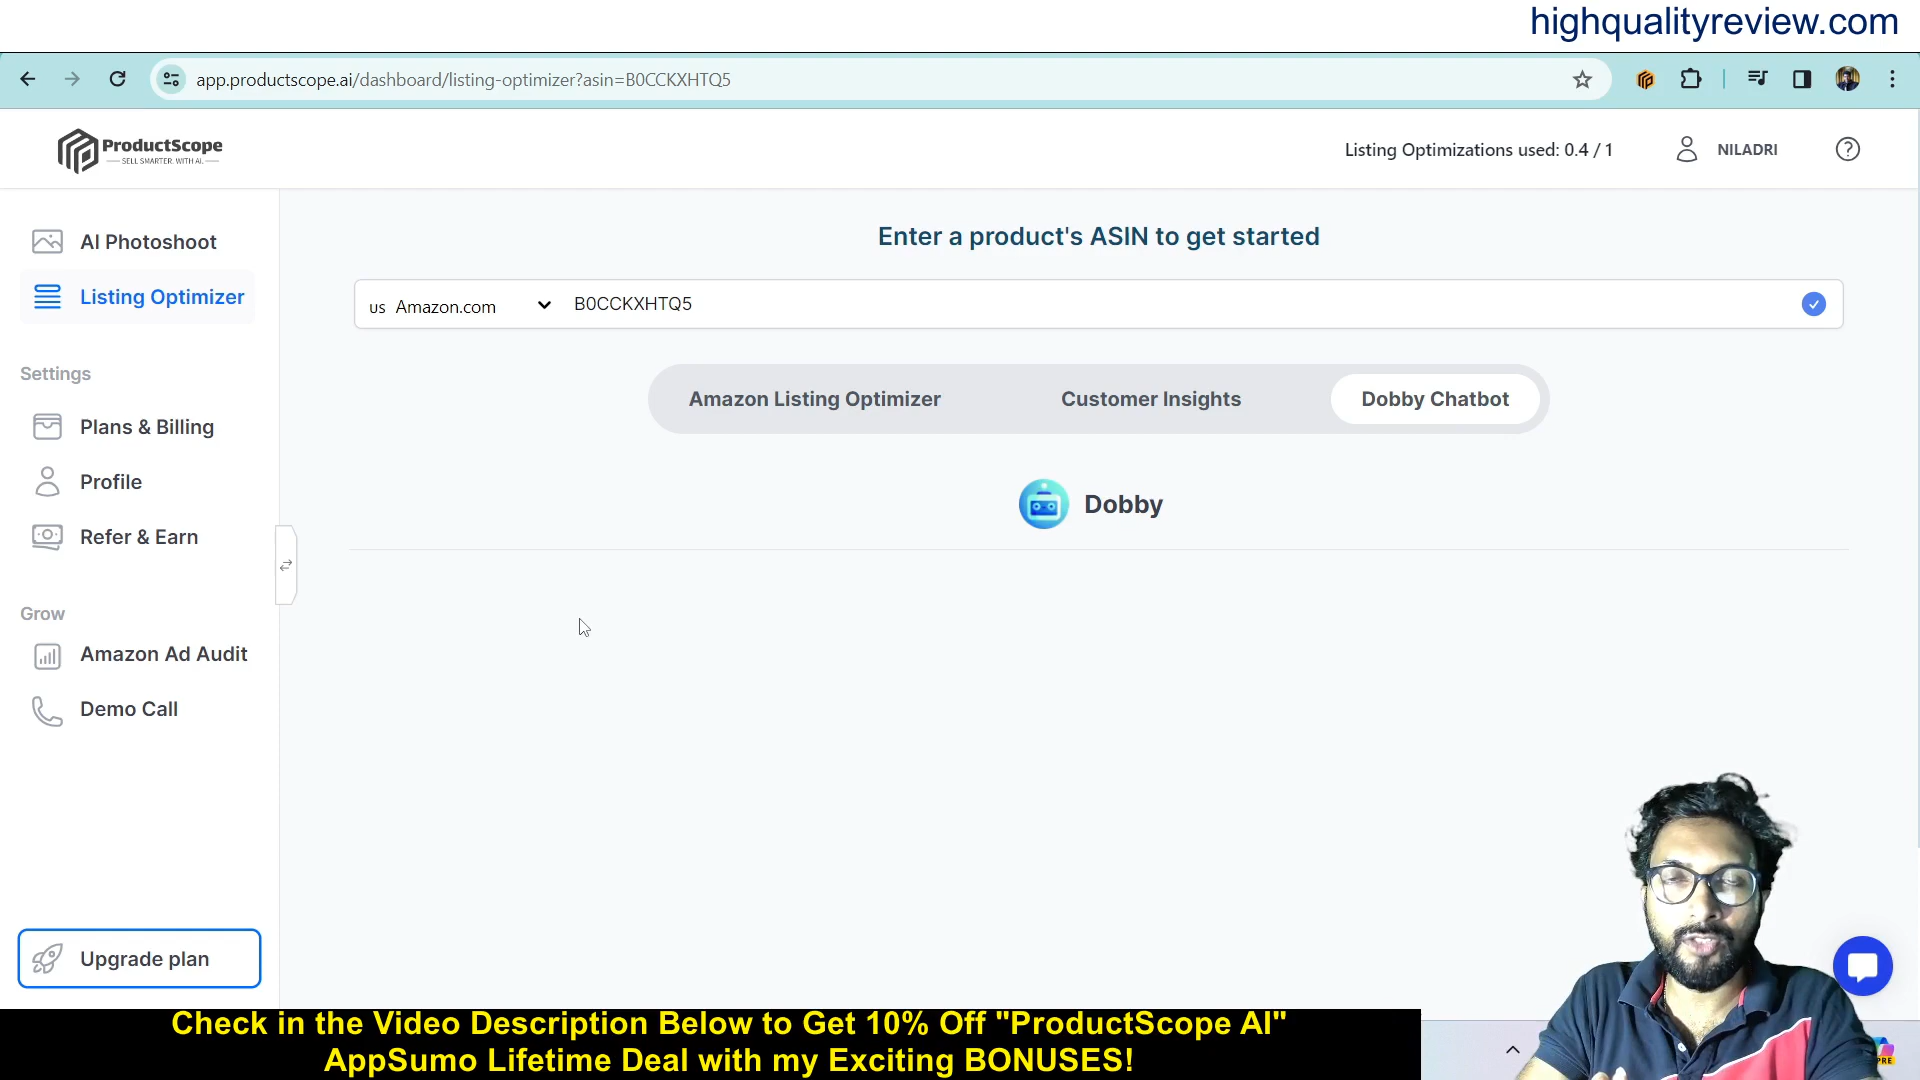 highqualityreview.com
app.productscope.ai/dashboard/listing-optimizer?asin=B0CCKXHTQ5
ProductScope
SELL SMARTER. WITH AI.
Listing Optimizations used: 0.4 / 1
NILADRI
AI Photoshoot
Listing Optimizer
Settings
Plans & Billing
Profile
Refer & Earn
Grow
Amazon Ad Audit
Demo Call
Upgrade plan
Enter a product's ASIN to get started
us Amazon.com
B0CCKXHTQ5
Amazon Listing Optimizer
Customer Insights
Dobby Chatbot
Dobby
Check in the Video Description Below to Get 10% Off "ProductScope AI"
AppSumo Lifetime Deal with my Exciting BONUSES!
PRE